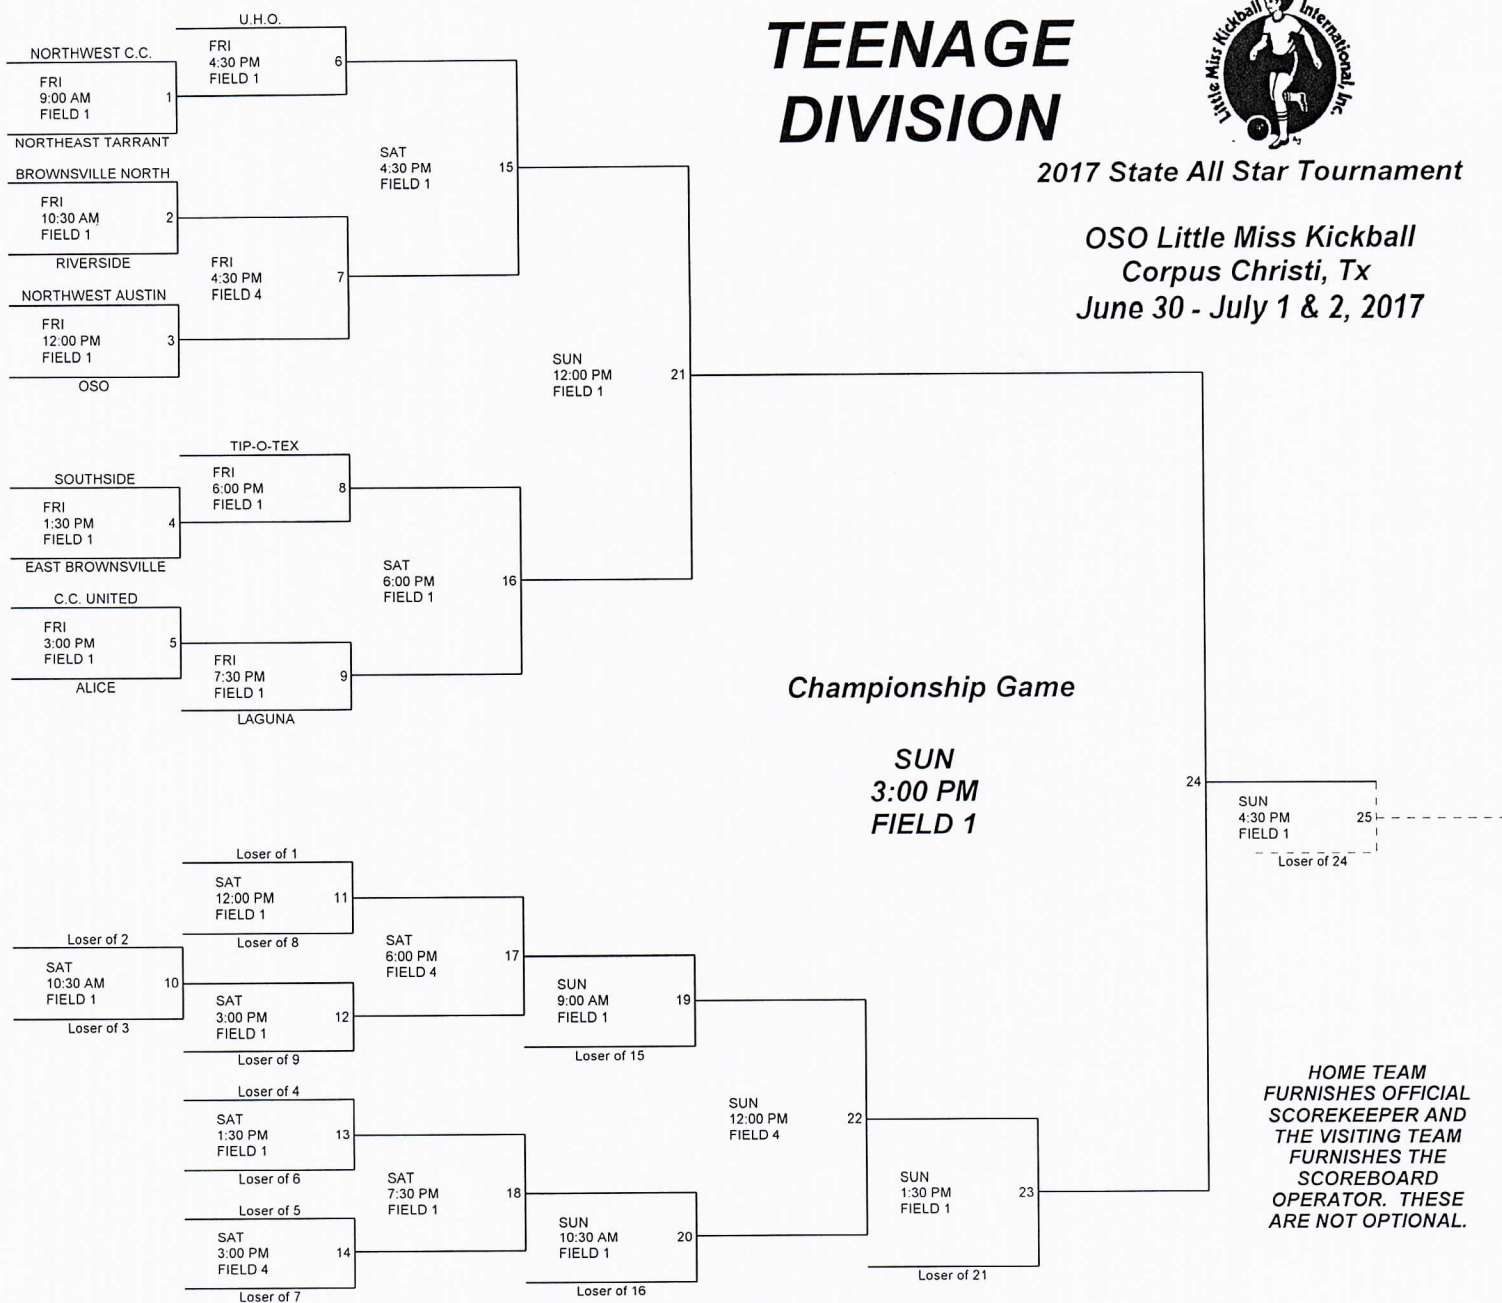 TEENAGE
DIVISION
Little Miss Kickball International, Inc.
2017 State All Star Tournament
OSO Little Miss Kickball
Corpus Christi, Tx
June 30 - July 1 & 2, 2017
U.H.O.
FRI
4:30 PM
FIELD 1
6
NORTHWEST C.C.
FRI
9:00 AM
FIELD 1
1
NORTHEAST TARRANT
BROWNSVILLE NORTH
FRI
10:30 AM
FIELD 1
2
RIVERSIDE
NORTHWEST AUSTIN
FRI
12:00 PM
FIELD 1
3
OSO
FRI
4:30 PM
FIELD 4
7
SAT
4:30 PM
FIELD 1
15
SUN
12:00 PM
FIELD 1
21
TIP-O-TEX
FRI
6:00 PM
FIELD 1
8
SOUTHSIDE
FRI
1:30 PM
FIELD 1
4
EAST BROWNSVILLE
C.C. UNITED
FRI
3:00 PM
FIELD 1
5
ALICE
FRI
7:30 PM
FIELD 1
9
LAGUNA
SAT
6:00 PM
FIELD 1
16
Championship Game
SUN
3:00 PM
FIELD 1
24
SUN
4:30 PM
FIELD 1
25
Loser of 24
Loser of 1
SAT
12:00 PM
FIELD 1
11
Loser of 8
Loser of 2
SAT
10:30 AM
FIELD 1
10
Loser of 3
SAT
3:00 PM
FIELD 1
12
Loser of 9
SAT
6:00 PM
FIELD 4
17
SUN
9:00 AM
FIELD 1
19
Loser of 15
Loser of 4
SAT
1:30 PM
FIELD 1
13
Loser of 6
Loser of 5
SAT
3:00 PM
FIELD 4
14
Loser of 7
SAT
7:30 PM
FIELD 1
18
SUN
10:30 AM
FIELD 1
20
Loser of 16
SUN
12:00 PM
FIELD 4
22
SUN
1:30 PM
FIELD 1
23
Loser of 21
HOME TEAM
FURNISHES OFFICIAL
SCOREKEEPER AND
THE VISITING TEAM
FURNISHES THE
SCOREBOARD
OPERATOR. THESE
ARE NOT OPTIONAL.